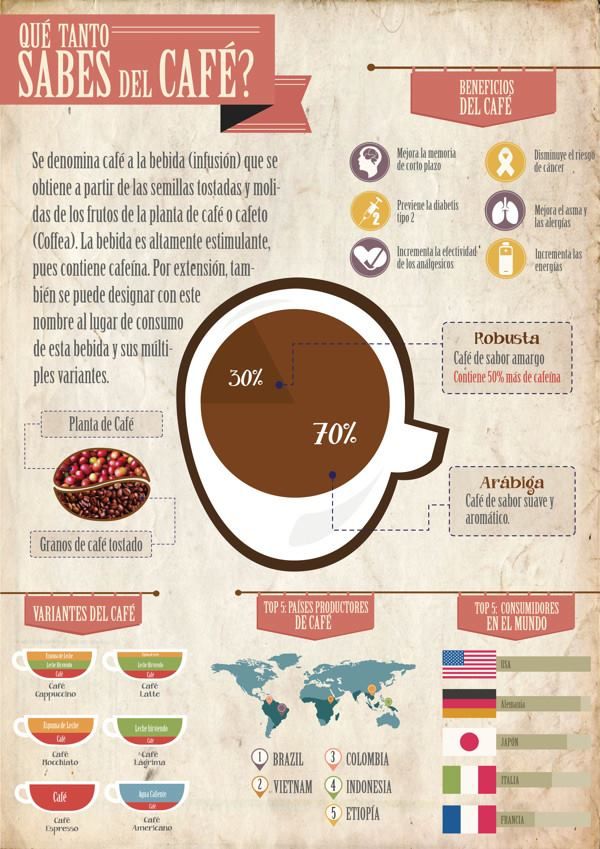 QUÉ TANTO
SABES DEL CAFÉ?
BENEFICIOS
DEL CAFÉ
Mejora la memoria
de corto plazo
Disminuye el riesgo
de cáncer
Previene la diabetis
tipo 2
Mejora el asma y
las alergias
Incrementa la efectividad
de los análgesicos
Incrementa las
energías
Se denomina café a la bebida (infusión) que se
obtiene a partir de las semillas tostadas y moli-
das de los frutos de la planta de café o cafeto
(Coffea). La bebida es altamente estimulante,
pues contiene cafeína. Por extensión, tam-
bién se puede designar con este
nombre al lugar de consumo
de esta bebida y sus múlti-
ples variantes.
30%
70%
Robusta
Café de sabor amargo
Contiene 50% más de cafeína
Arábiga
Café de sabor suave y
aromático.
Planta de Café
Granos de café tostado
VARIANTES DEL CAFÉ
Espuma de Leche
Leche Hirviendo
Café
Café
Cappuccino
Leche Hirviendo
Café
Café
Latte
Espuma de Leche
Café
Café
Mocchiato
Leche hirviendo
Café
Café
Lágrima
Café
Café
Espresso
Agua Caliente
Café
Café
Americano
TOP 5: PAÍSES PRODUCTORES
DE CAFÉ
1 BRAZIL
2 VIETNAM
3 COLOMBIA
4 INDONESIA
5 ETIOPÍA
TOP 5: CONSUMIDORES
EN EL MUNDO
USA
Alemania
JAPON
ITALIA
FRANCIA